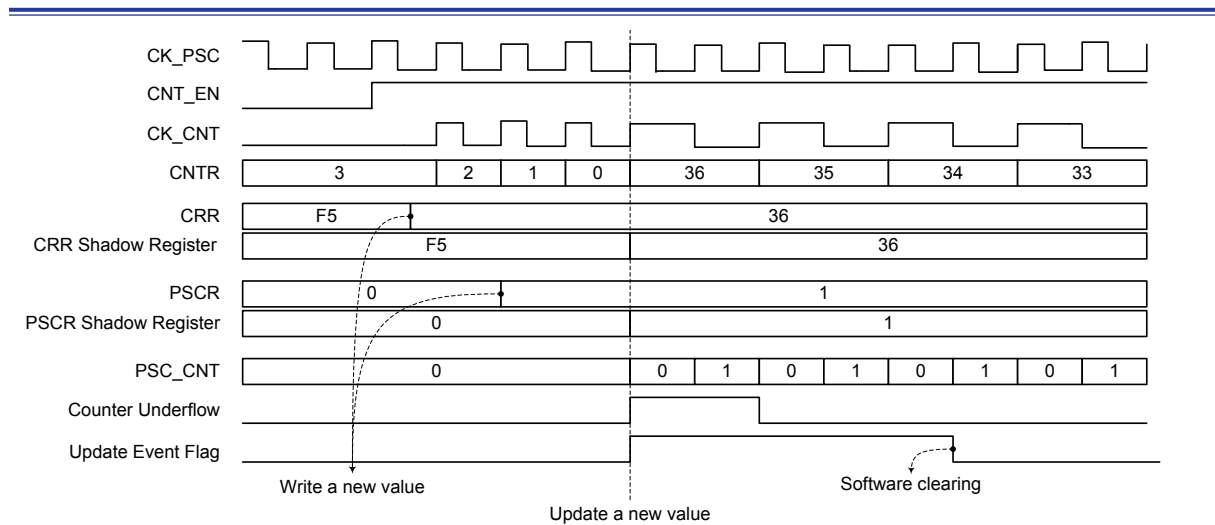 CK_PSC
CNT_EN
CK_CNT
CNTR 3 2 1 0 36 35 34 33
CRR F5 36
CRR Shadow Register F5 36
PSCR 0 1
PSCR Shadow Register 0 1
PSC_CNT 0 0 1 0 1 0 1 0 1
Counter Underflow
Update Event Flag
Write a new value Software clearing
Update a new value